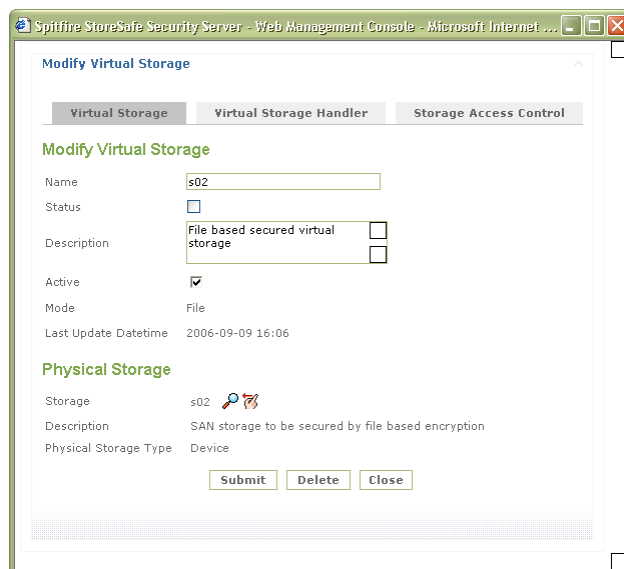 Spitfire StoreSafe Security Server - Web Management Console - Microsoft Internet ...
Modify Virtual Storage
Virtual Storage Virtual Storage Handler Storage Access Control
Modify Virtual Storage
Name s02
Status
Description File based secured virtual
storage
Active
Mode File
Last Update Datetime 2006-09-09 16:06
Physical Storage
Storage s02
Description SAN storage to be secured by file based encryption
Physical Storage Type Device
Submit Delete Close